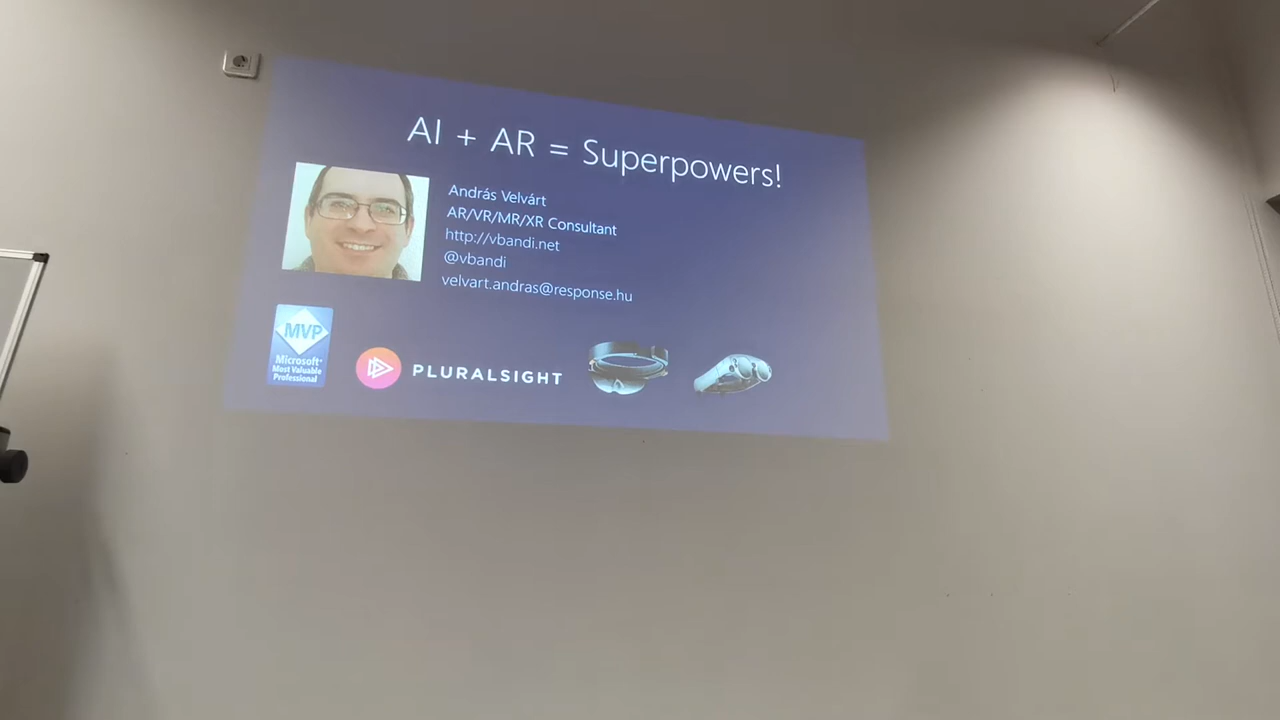 AI + AR = Superpowers!
András Velvárt
AR/VR/MR/XR Consultant
http://vbandi.net
@vbandi
velvart.andras@response.hu
MVP
Microsoft®
Most Valuable
Professional
PLURALSIGHT